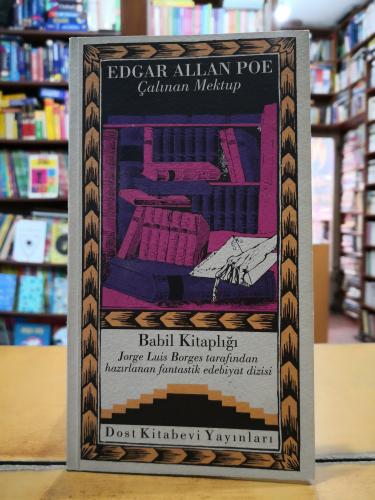 EDGAR ALLAN POE
Çalınan Mektup
Babil Kitaplığı
Jorge Luis Borges tarafından
hazırlanan fantastik edebiyat dizisi
Dost Kitabevi Yayınları